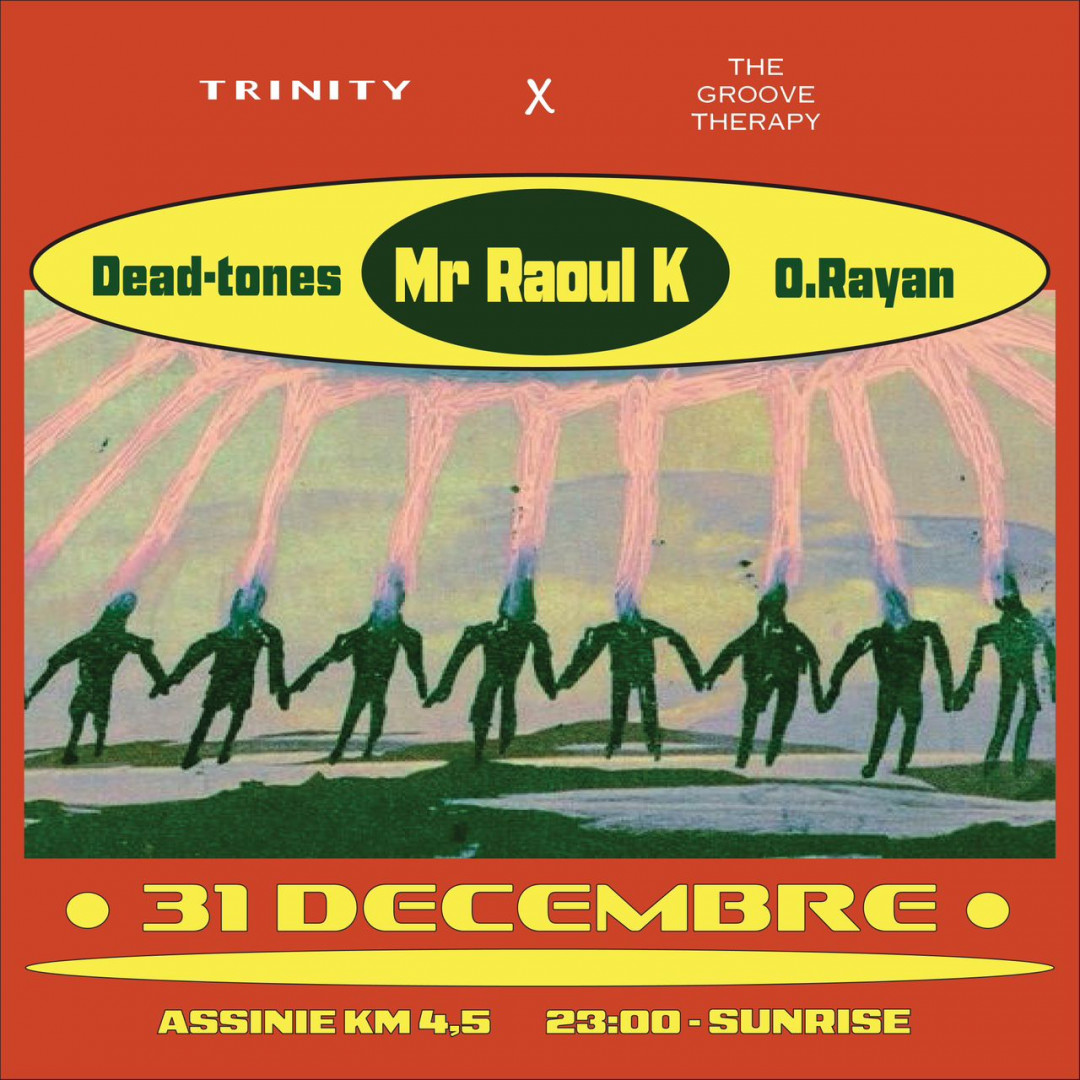 TRINITY X THE
GROOVE
THERAPY
Dead-tones Mr Raoul K O.Rayan
• 31 DECEMBRE •
ASSINIE KM 4,5 23:00 - SUNRISE